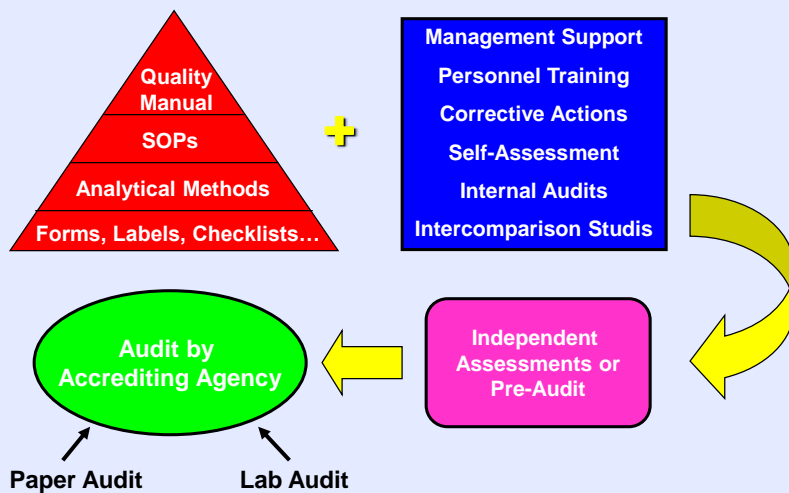 Quality
Manual
SOPs
Analytical Methods
Forms, Labels, Checklists…
+
Management Support
Personnel Training
Corrective Actions
Self-Assessment
Internal Audits
Intercomparison Studis
Independent
Assessments or
Pre-Audit
Audit by
Accrediting Agency
Paper Audit
Lab Audit